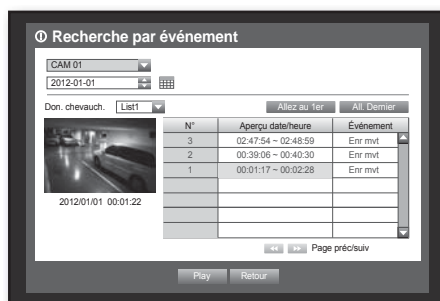 Recherche par événement
CAM 01
2012-01-01
Don. chevauch. List1 Allez au 1er All. Dernier
N° Aperçu date/heure Événement
3 02:47:54 ~ 02:48:59 Enr mvt
2 00:39:06 ~ 00:40:30 Enr mvt
1 00:01:17 ~ 00:02:28 Enr mvt
2012/01/01 00:01:22
Page préc/suiv
Play Retour